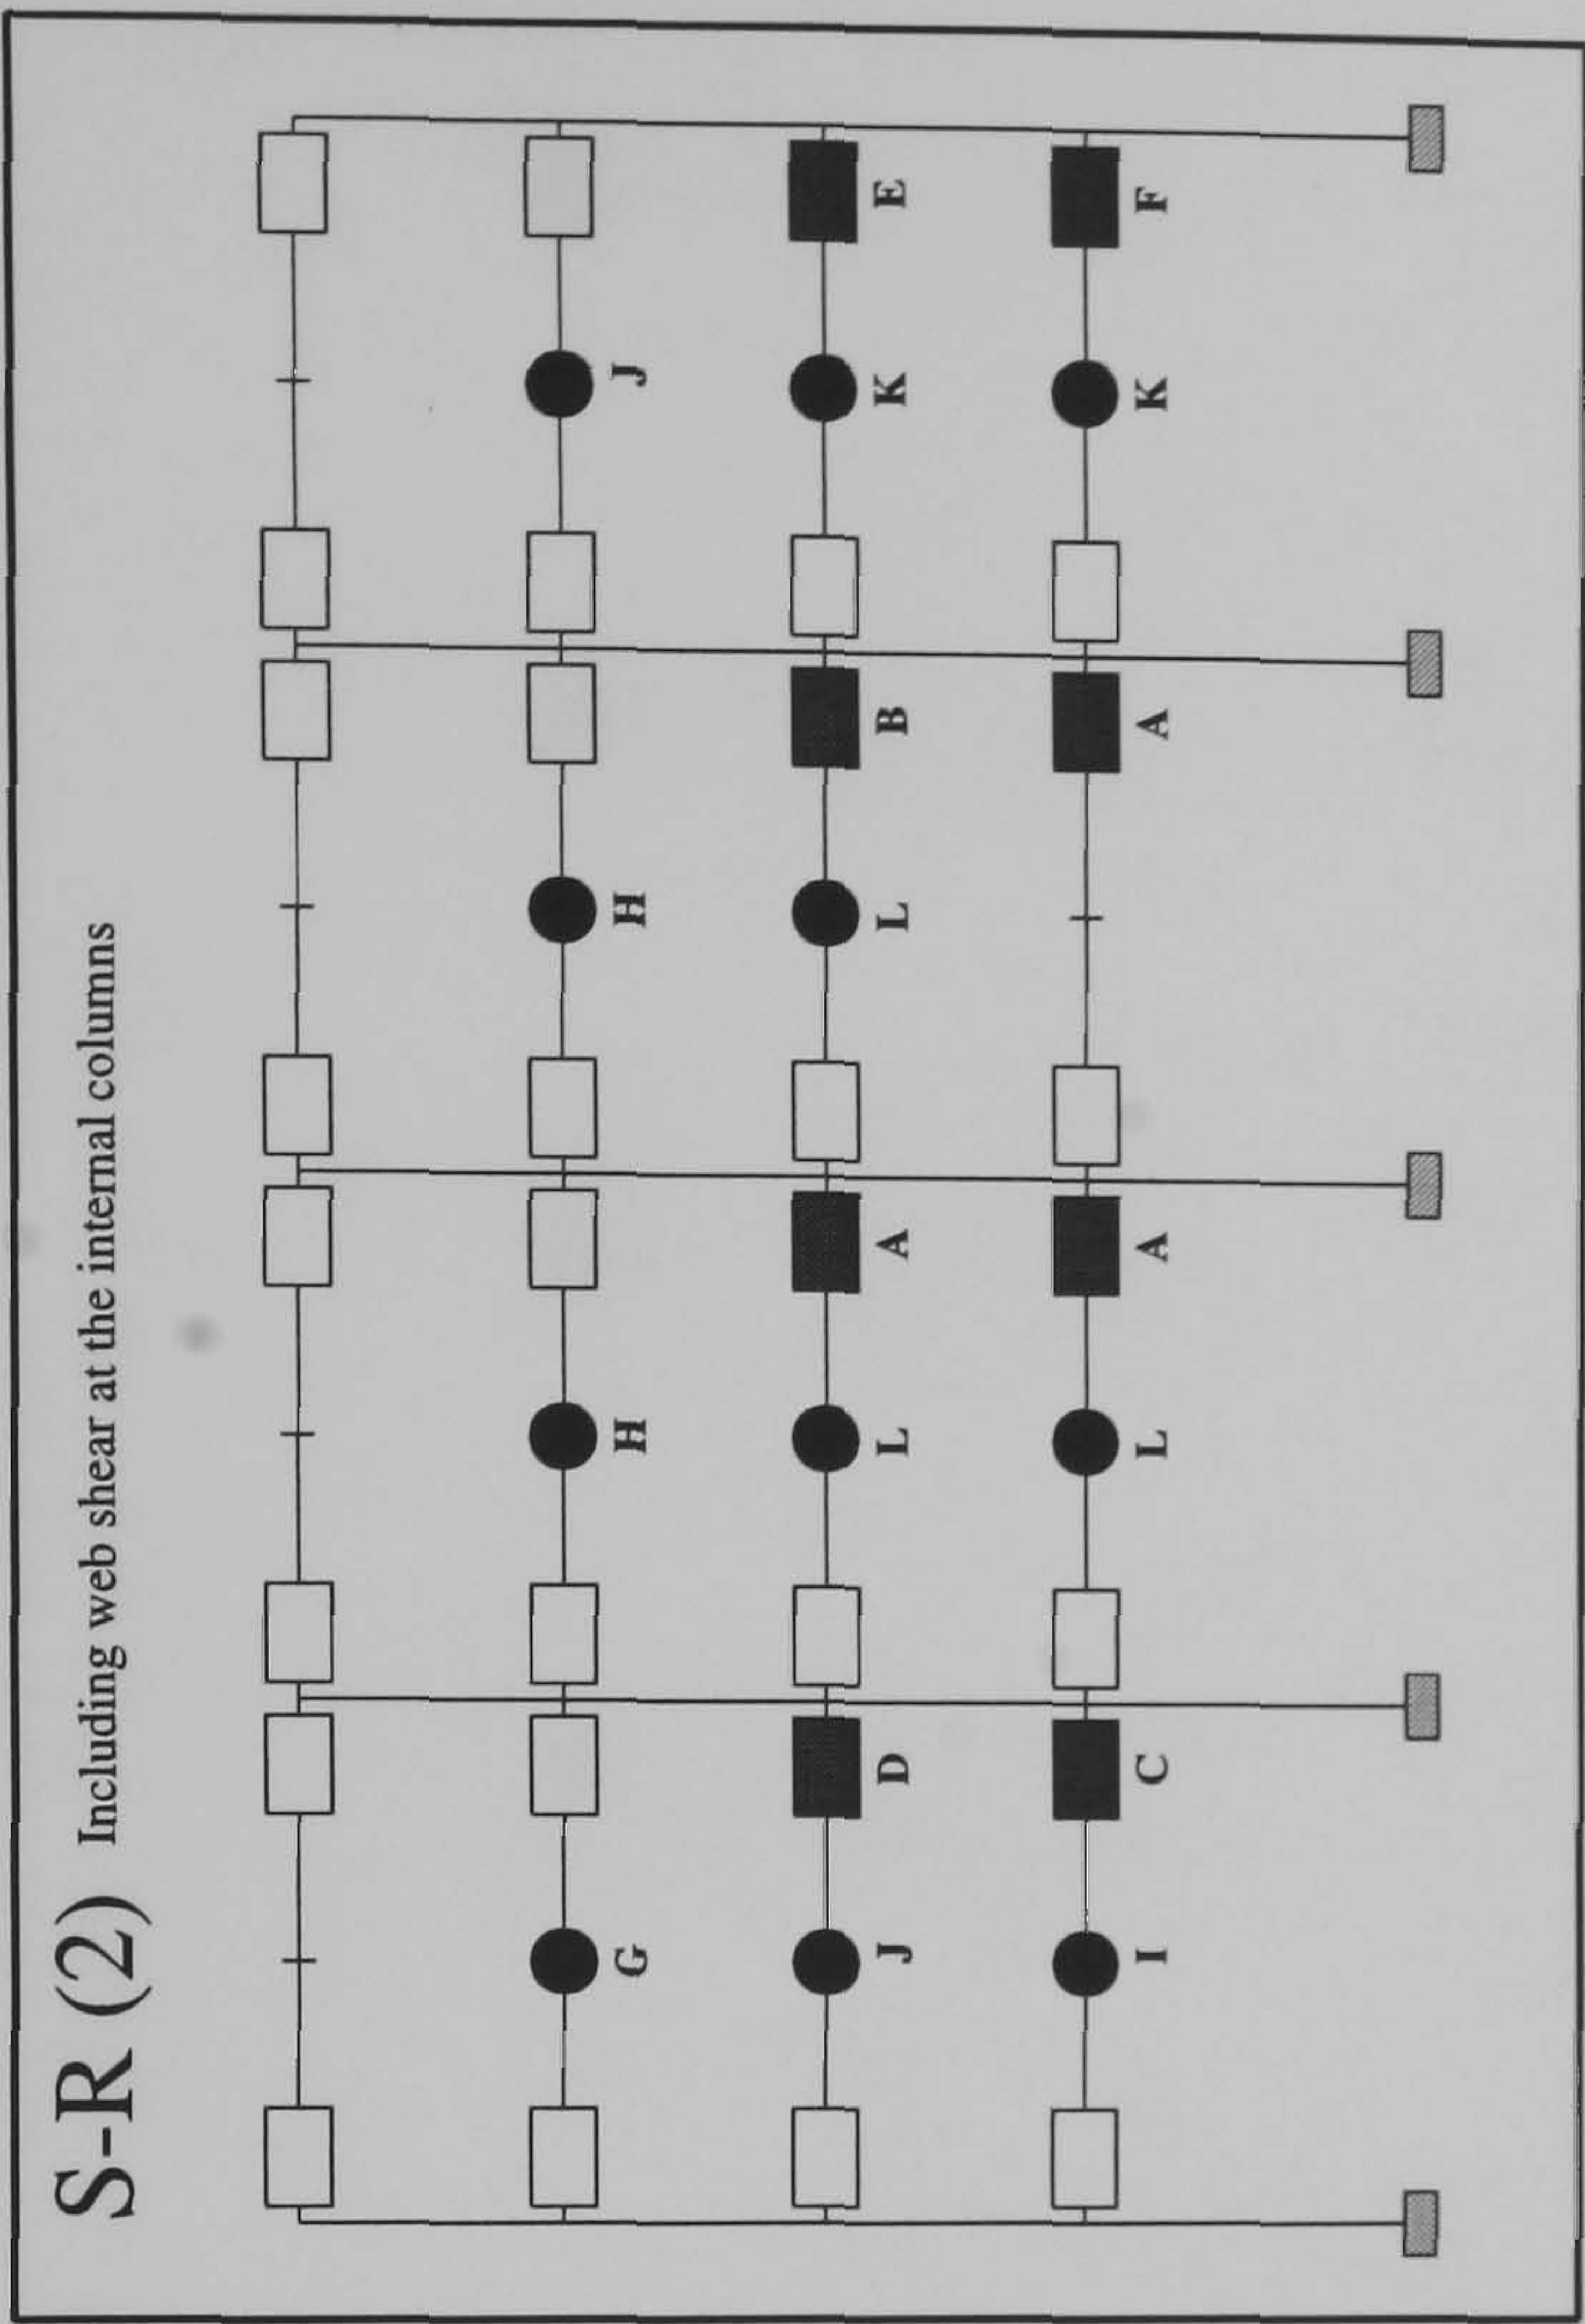 S-R (2) Including web shear at the internal columns
G H H J
J D L A L B K E
I C L A A K F